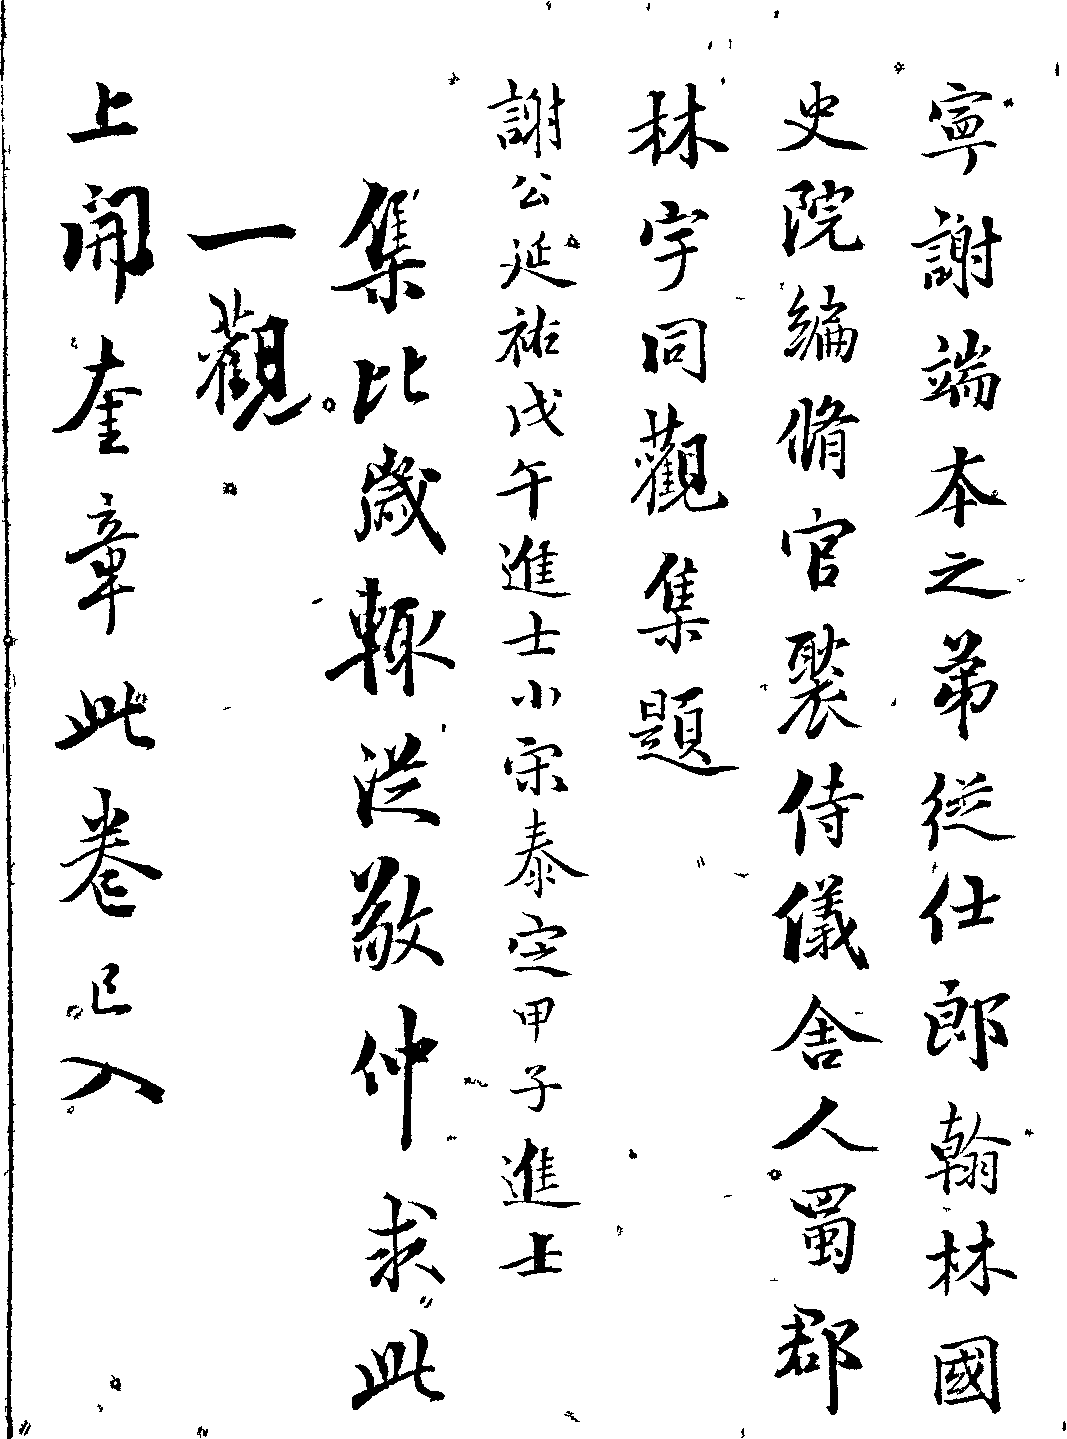 寧謝端本之弟從仕郎翰林國
史院編脩官裴侍儀舍人蜀郡
林宇同觀集題
謝公延祐戊午進士小宋泰定甲子進士
集比歲輒從敬仲求此
一觀
上開奎章此卷已入